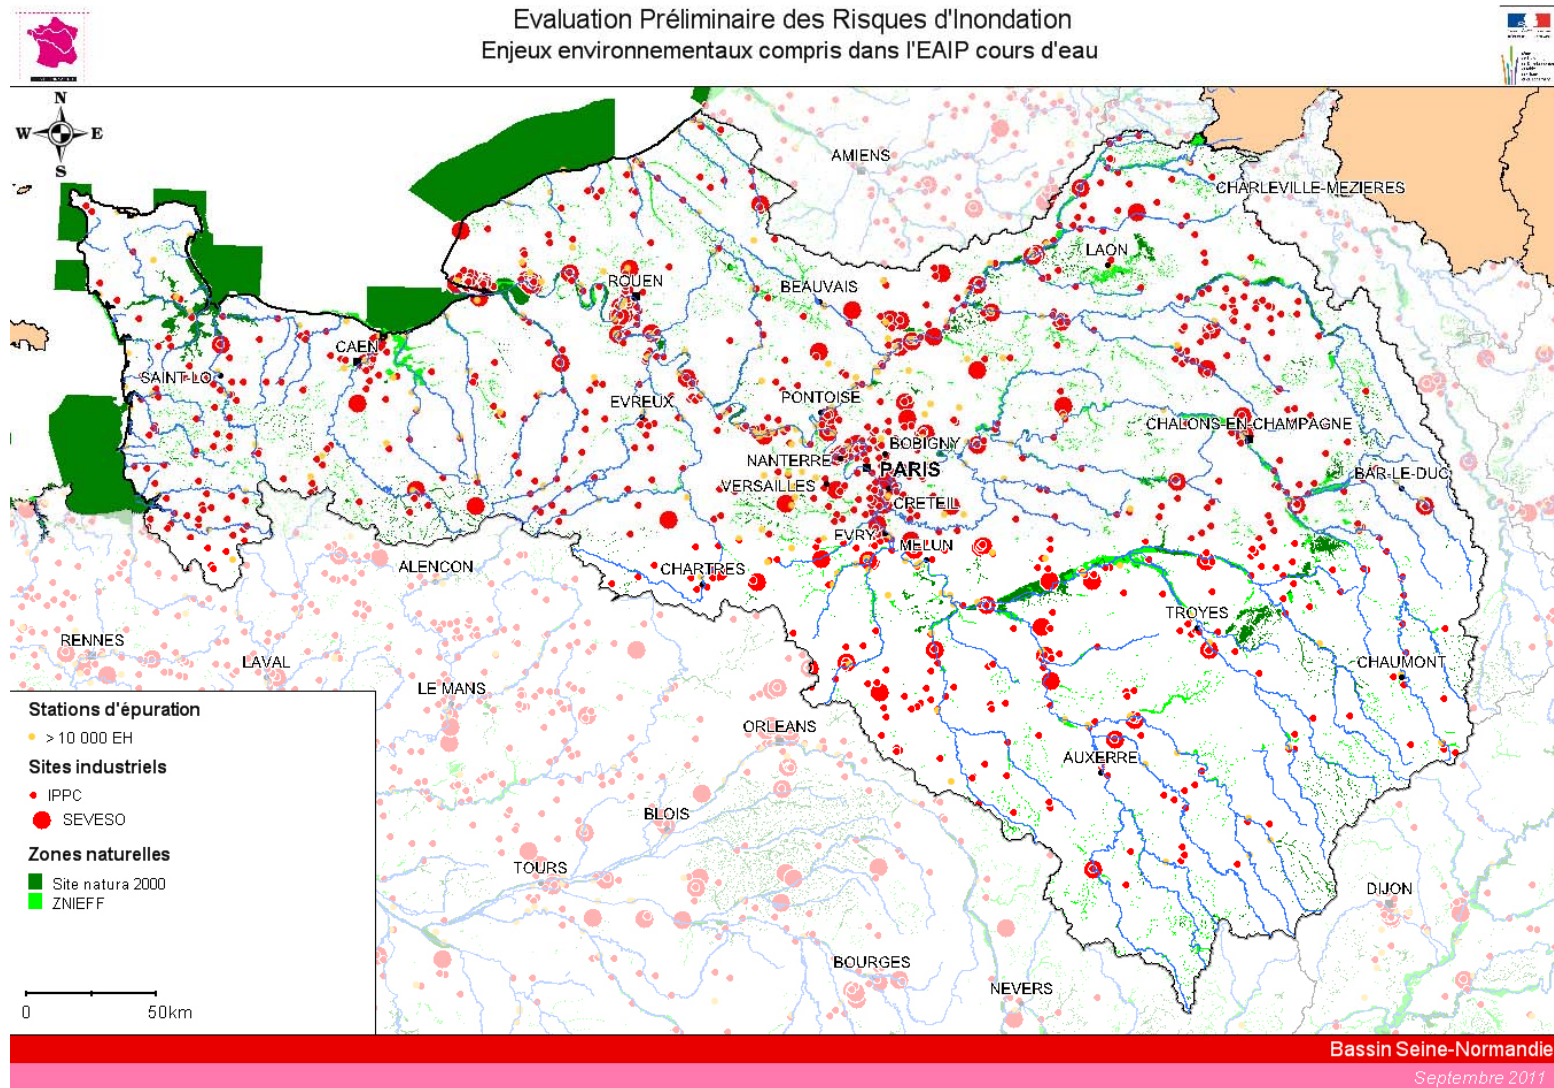 Evaluation Préliminaire des Risques d'Inondation
Enjeux environnementaux compris dans l'EAIP cours d'eau
N
W E
S
AMIENS
CHARLEVILLE-MEZIERES
LAON
ROUEN
BEAUVAIS
CAEN
SAINT-LO
EVREUX
PONTOISE
CHALONS-EN-CHAMPAGNE
BOBIGNY
NANTERRE
PARIS
BAR-LE-DUC
VERSAILLES
CRETEIL
EVRY
MELUN
ALENCON
CHARTRES
TROYES
RENNES
LAVAL
CHAUMONT
LE MANS
ORLEANS
AUXERRE
BLOIS
TOURS
DIJON
BOURGES
NEVERS
Stations d'épuration
> 10 000 EH
Sites industriels
IPPC
SEVESO
Zones naturelles
Site natura 2000
ZNIEFF
0 50km
Bassin Seine-Normandie
Septembre 2011